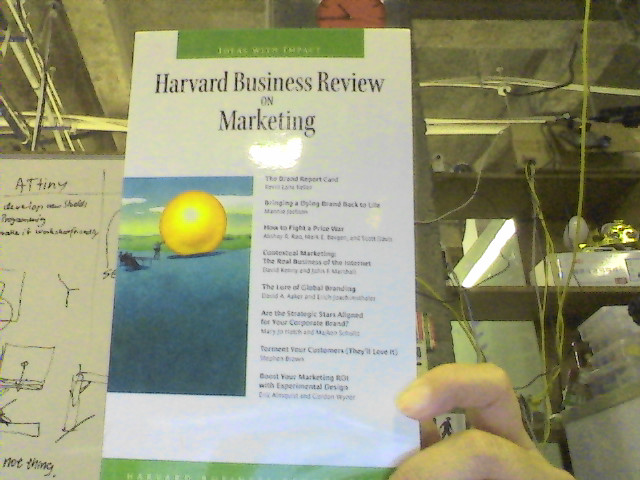 IDEAS WITH IMPACT
Harvard Business Review
ON
Marketing
The Brand Report Card
Kevin Lane Keller
Bringing a Dying Brand Back to Life
Mannie Jackson
How to Fight a Price War
Akshay R. Rao, Mark E. Bergen, and Scott Davis
Contextual Marketing:
The Real Business of the Internet
David Kenny and John F. Marshall
The Lure of Global Branding
David A. Aaker and Erich Joachimsthaler
Are the Strategic Stars Aligned
for Your Corporate Brand?
Mary Jo Hatch and Majken Schultz
Torment Your Customers (They'll Love It)
Stephen Brown
Boost Your Marketing ROI
with Experimental Design
Eric Almquist and Gordon Wyner
HARVARD BUSINESS
ATtiny
develop new shields
Programming
make it workshop friendly
not thing